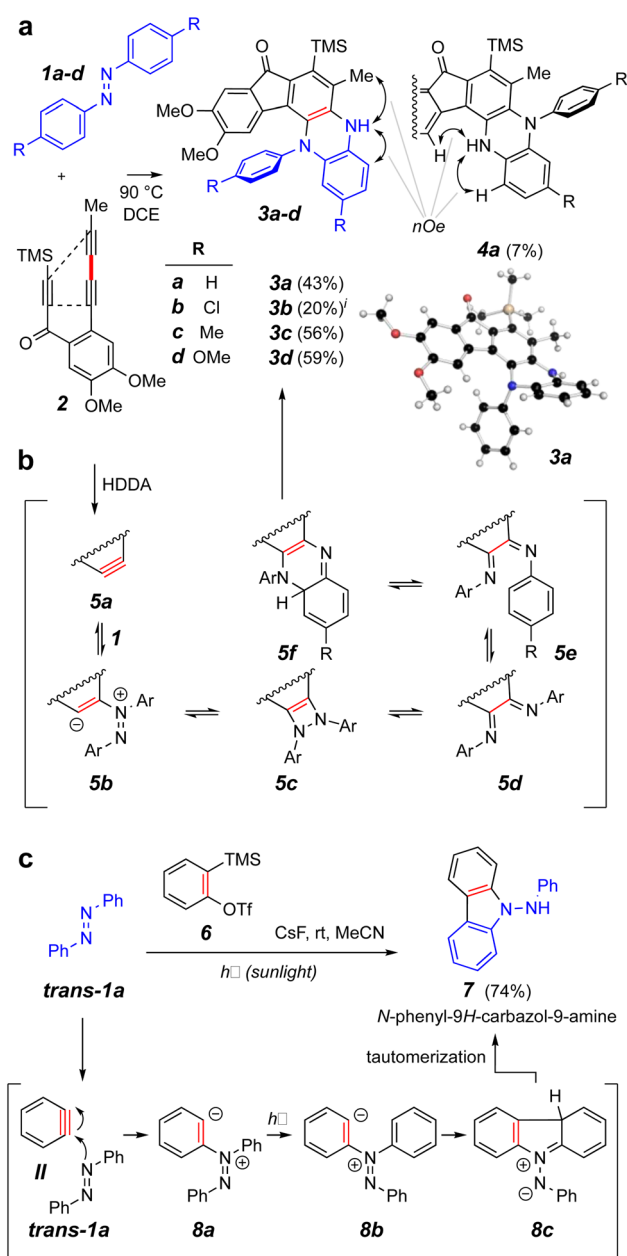 a
R
1a-d
N
N
R
+
90 °C
DCE
Me
TMS
O
OMe
OMe
2
O
TMS
Me
MeO
MeO
NH
N
R
R
3a-d
nOe
O
TMS
Me
R
N
H
HN
H
R
4a (7%)
R
a H 3a (43%)
b Cl 3b (20%)i
c Me 3c (56%)
d OMe 3d (59%)
3a
b
HDDA
5a
1
N
ArN
H
R
5f
N
N
Ar
R
5e
⊖
⊕
N
Ar
N
Ar
5b
Ar
N
N
Ar
5c
N
Ar
N
Ar
5d
c
TMS
OTf
6
CsF, rt, MeCN
h□ (sunlight)
N
Ph
N
Ph
trans-1a
Ph
N
NH
7 (74%)
N-phenyl-9H-carbazol-9-amine
tautomerization
II
N
Ph
N
Ph
trans-1a
⊖
Ph
N
⊕
N
Ph
8a
h□
⊖
N
⊕
N
Ph
8b
H
N
⊕
N
⊖
Ph
8c